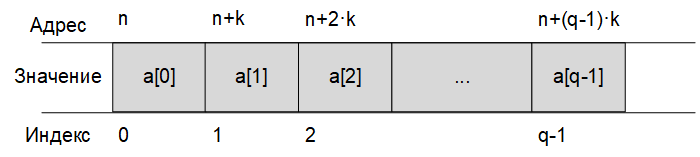 Адрес n n+k n+2·k n+(q-1)·k
Значение a[0] a[1] a[2] ... a[q-1]
Индекс 0 1 2 q-1